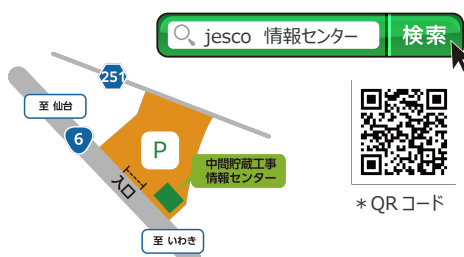 jesco 情報センター 検索
251
至 仙台
6
P
中間貯蔵工事
情報センター
入口
至 いわき
＊QR コード